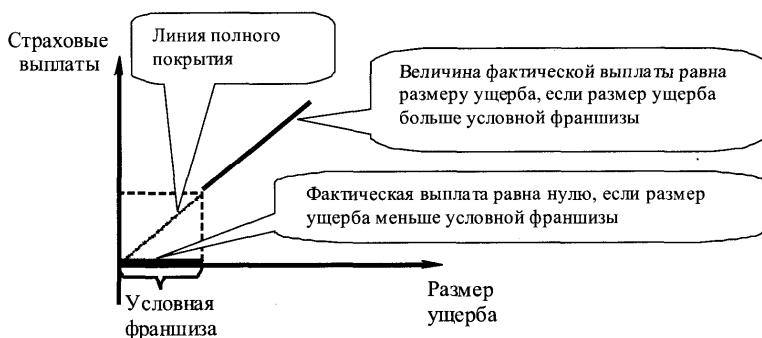 Страховые
выплаты
Линия полного
покрытия
Величина фактической выплаты равна
размеру ущерба, если размер ущерба
больше условной франшизы
Фактическая выплата равна нулю, если размер
ущерба меньше условной франшизы
Условная
франшиза
Размер
ущерба